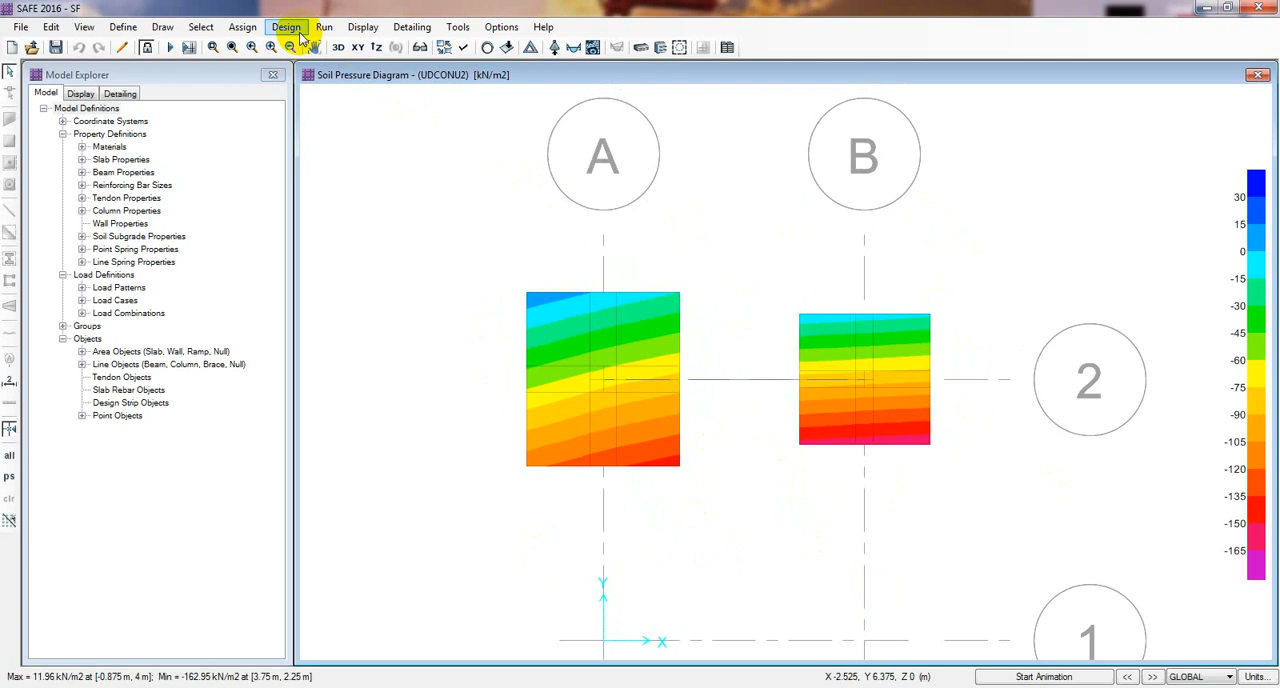 SAFE 2016 - SF
File Edit View Define Draw Select Assign Design Run Display Detailing Tools Options Help
3D XY
Model Explorer
Soil Pressure Diagram - (UDCONU2) [kN/m2]
Model Display Detailing
Model Definitions
Coordinate Systems
Property Definitions
Materials
Slab Properties
Beam Properties
Reinforcing Bar Sizes
Tendon Properties
Column Properties
Wall Properties
Soil Subgrade Properties
Point Spring Properties
Line Spring Properties
Load Definitions
Load Patterns
Load Cases
Load Combinations
Groups
Objects
Area Objects (Slab, Wall, Ramp, Null)
Line Objects (Beam, Column, Brace, Null)
Tendon Objects
Slab Rebar Objects
Design Strip Objects
Point Objects
all
ps
clr
A B
2
1
Y
X
30
15
0
-15
-30
-45
-60
-75
-90
-105
-120
-135
-150
-165
Max = 11.96 kN/m2 at [-0.875 m, 4 m]; Min = -162.95 kN/m2 at [3.75 m, 2.25 m]
X -2.525, Y 6.375, Z 0 (m)
Start Animation
<< >>
GLOBAL
Units...